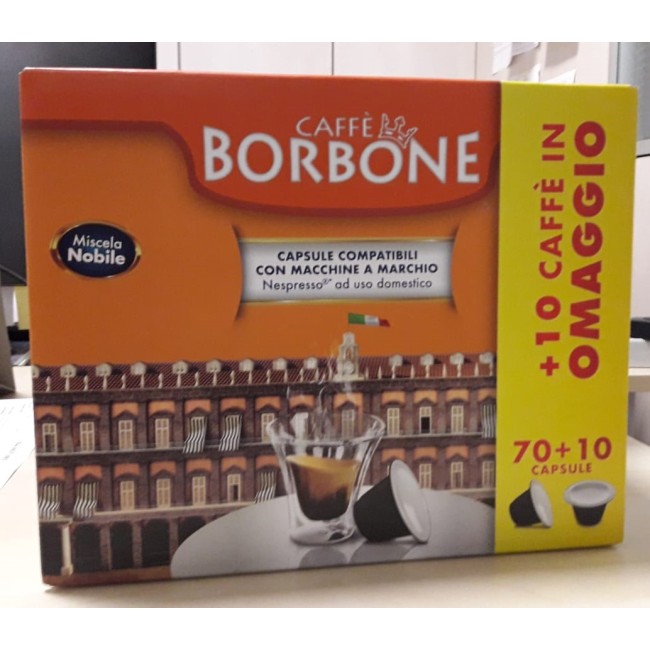 CAFFÈ
BORBONE
Miscela
Nobile
CAPSULE COMPATIBILI
CON MACCHINE A MARCHIO
Nespresso®* ad uso domestico
+10 CAFFÈ IN
OMAGGIO
70+10
CAPSULE